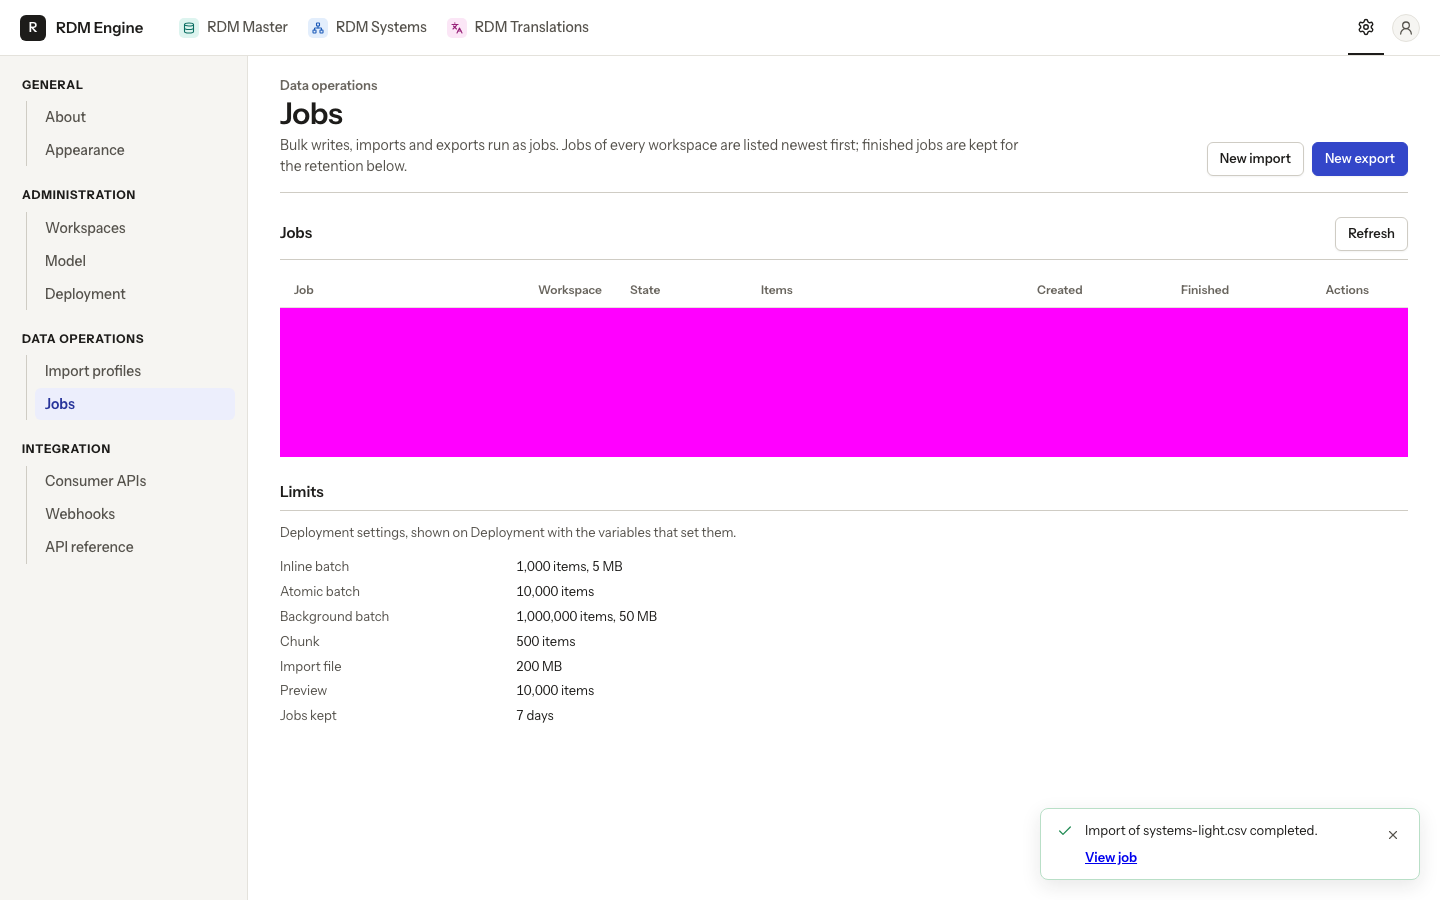 R RDM Engine RDM Master RDM Systems RDM Translations
GENERAL
About
Appearance
ADMINISTRATION
Workspaces
Model
Deployment
DATA OPERATIONS
Import profiles
Jobs
INTEGRATION
Consumer APIs
Webhooks
API reference
Data operations
Jobs
Bulk writes, imports and exports run as jobs. Jobs of every workspace are listed newest first; finished jobs are kept for
the retention below.
New import New export
Jobs Refresh
Job Workspace State Items Created Finished Actions
Limits
Deployment settings, shown on Deployment with the variables that set them.
Inline batch 1,000 items, 5 MB
Atomic batch 10,000 items
Background batch 1,000,000 items, 50 MB
Chunk 500 items
Import file 200 MB
Preview 10,000 items
Jobs kept 7 days
Import of systems-light.csv completed.
View job